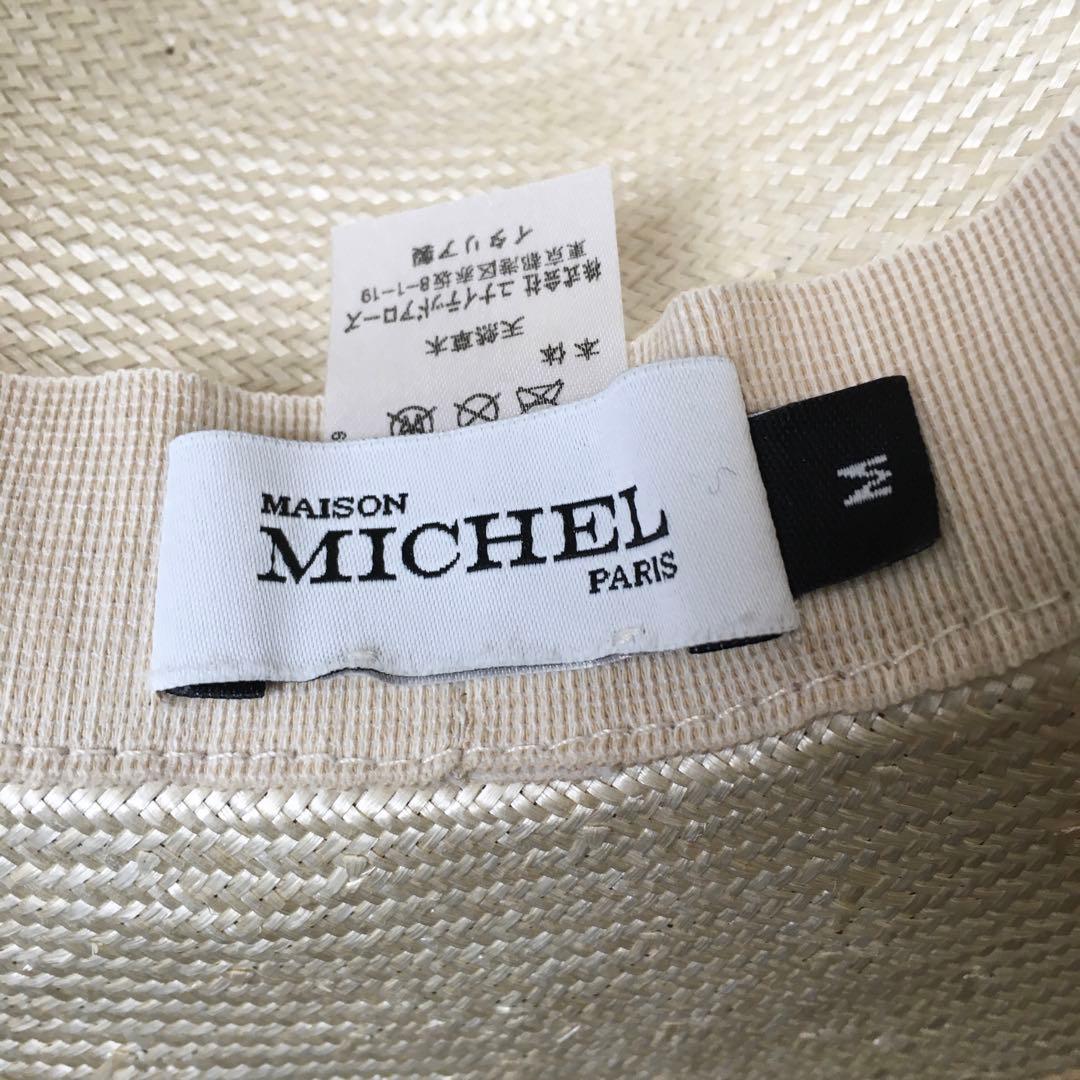 MAISON
MICHEL
PARIS
M
本体
天然草木
株式会社 ユナイテッドアローズ
東京都港区赤坂8-1-19
イタリア製